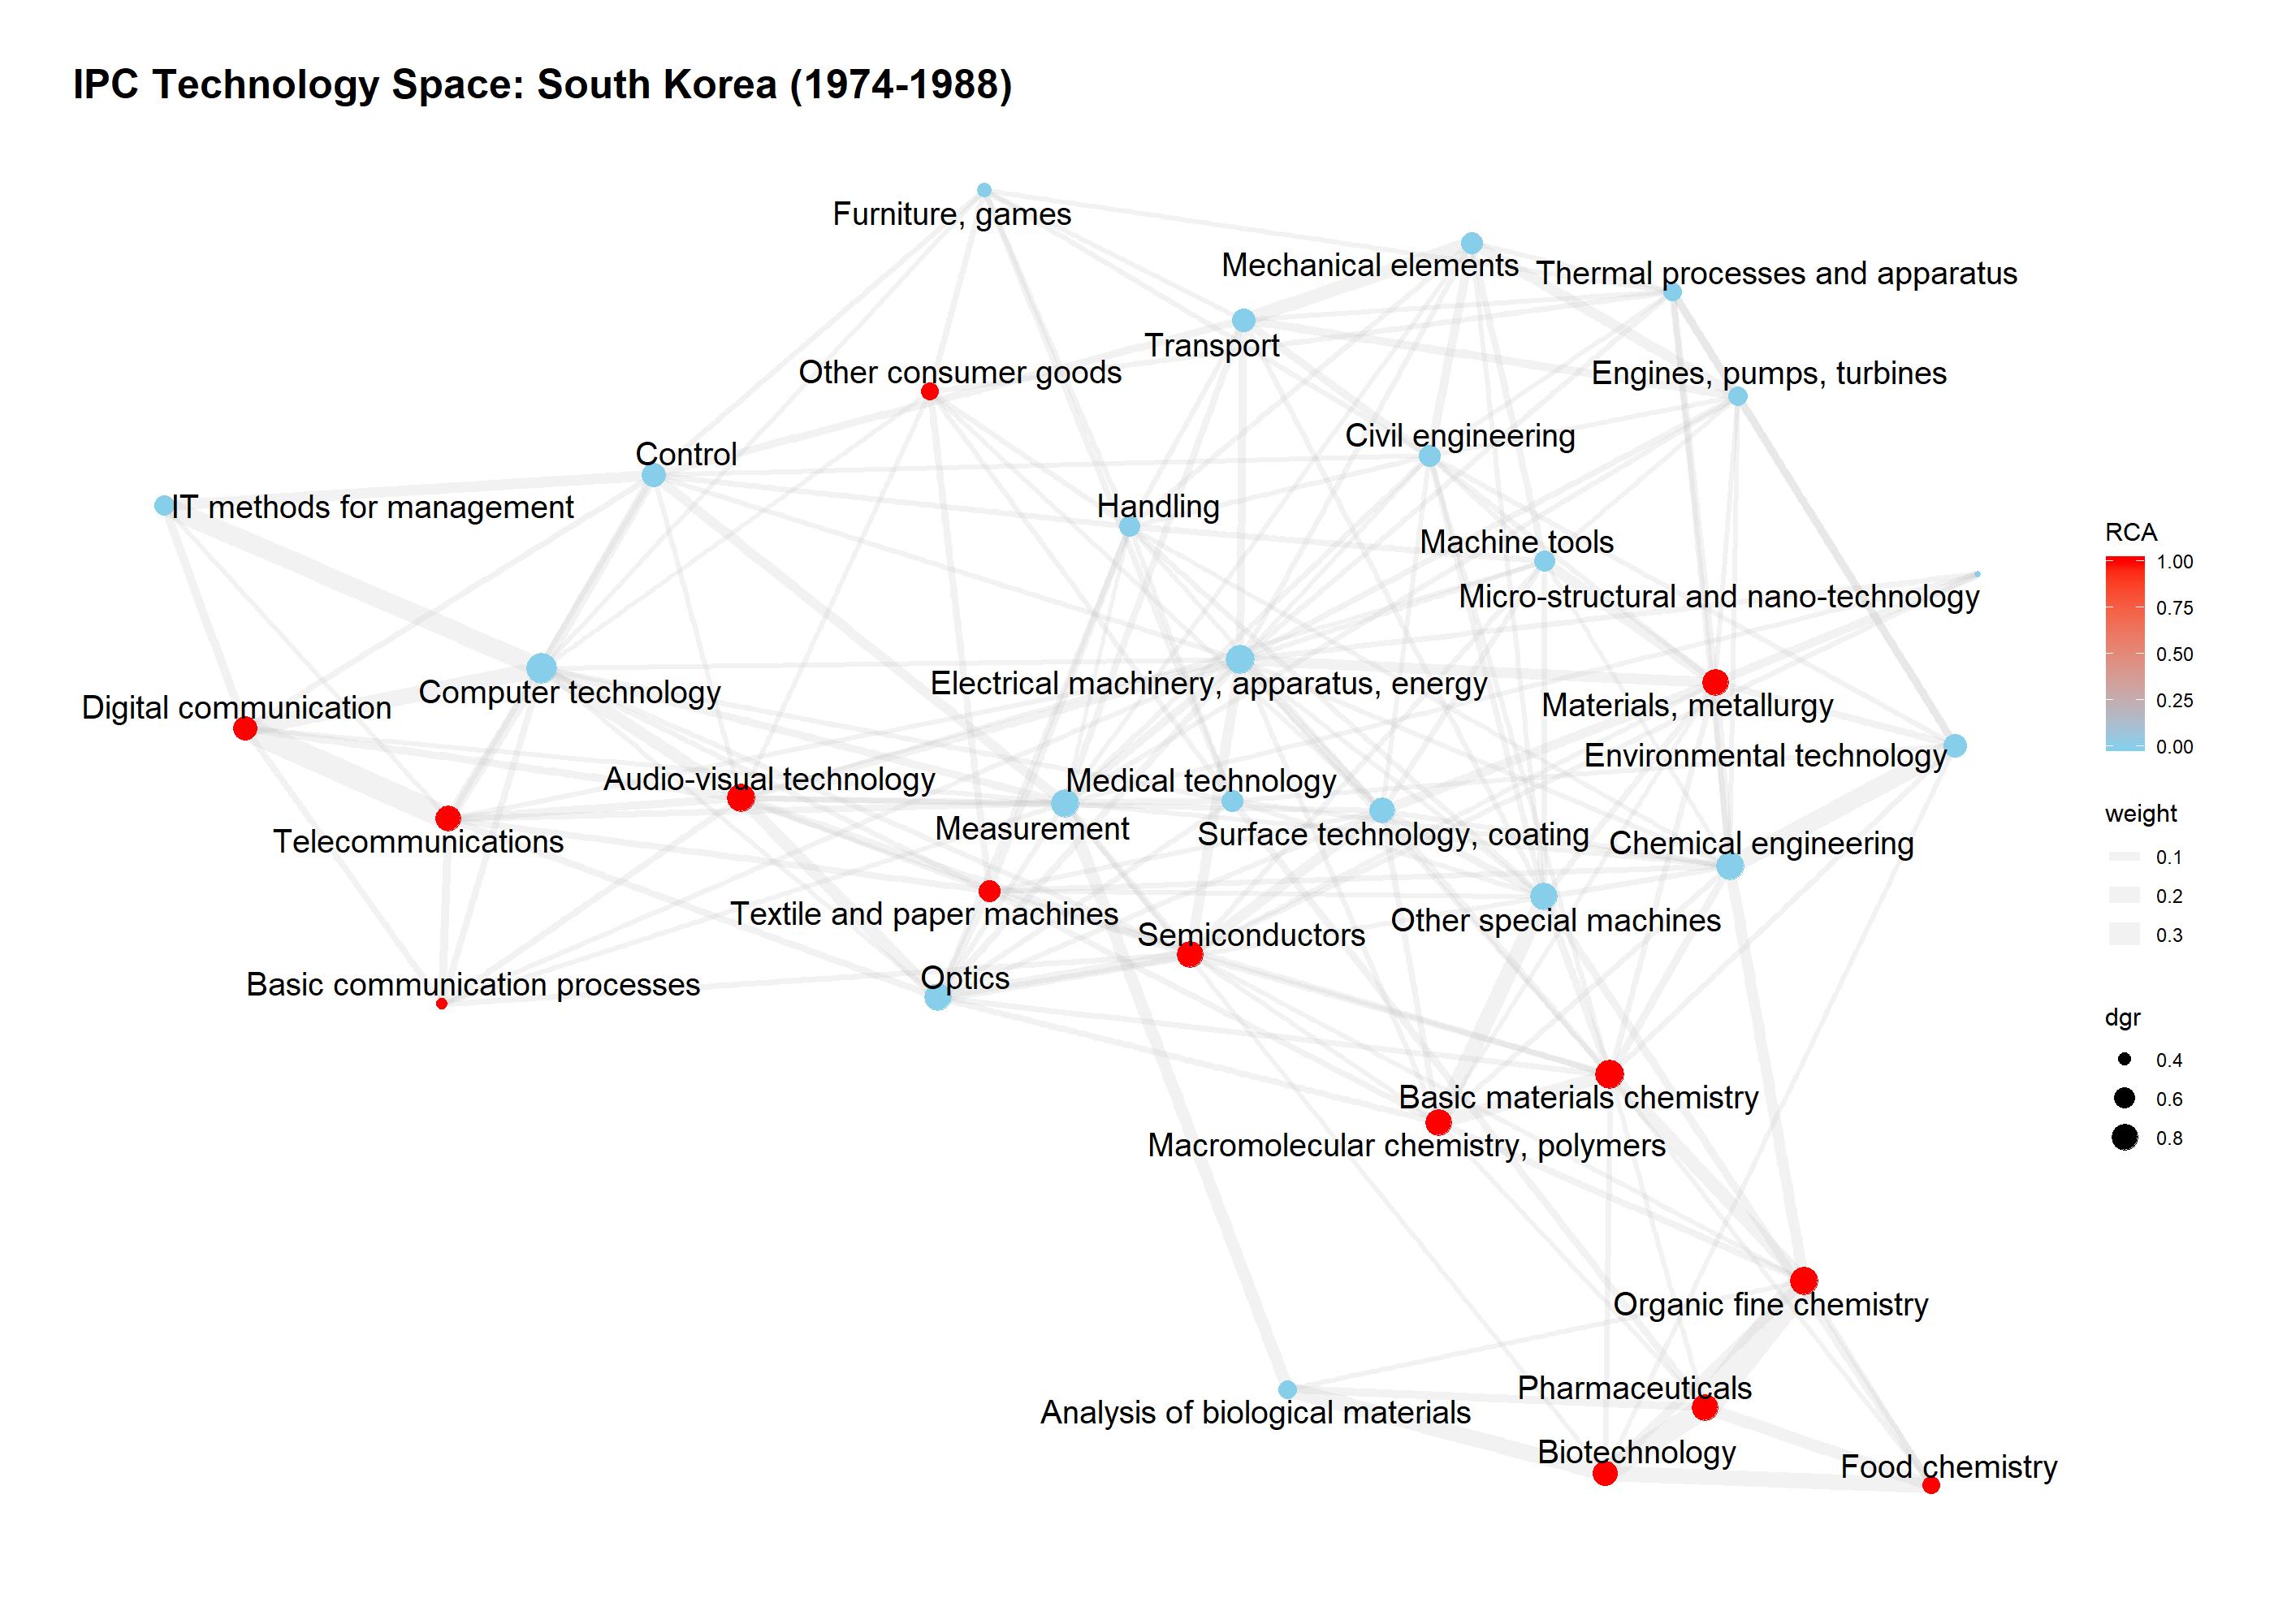 IPC Technology Space: South Korea (1974-1988)
Furniture, games
Mechanical elements
Thermal processes and apparatus
Transport
Other consumer goods
Engines, pumps, turbines
Control
Civil engineering
IT methods for management
Handling
Machine tools
Micro-structural and nano-technology
Electrical machinery, apparatus, energy
Computer technology
Digital communication
Materials, metallurgy
Environmental technology
Audio-visual technology
Medical technology
Measurement
Surface technology, coating
Telecommunications
Chemical engineering
Textile and paper machines
Other special machines
Semiconductors
Optics
Basic communication processes
Basic materials chemistry
Macromolecular chemistry, polymers
Organic fine chemistry
Pharmaceuticals
Analysis of biological materials
Biotechnology
Food chemistry
RCA
1.00
0.75
0.50
0.25
0.00
weight
0.1
0.2
0.3
dgr
0.4
0.6
0.8